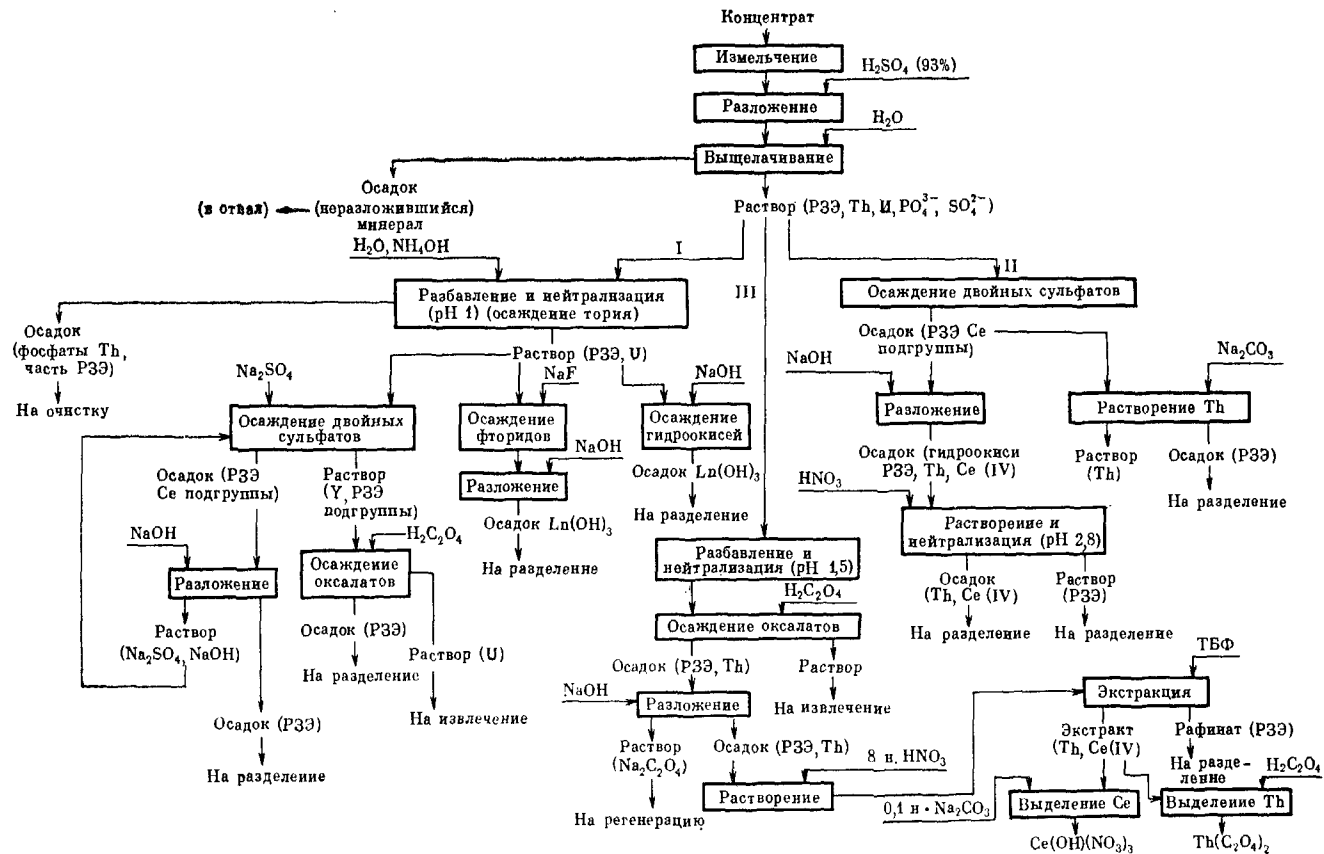 Концентрат
Измельчение
H₂SO₄ (93%)
Разложение
H₂O
Выщелачивание
Осадок
(в отвал)
(неразложившийся)
минерал
Раствор (РЗЭ, Th, И, PO₄³⁻, SO₄²⁻)
H₂O, NH₄OH
I
II
III
Разбавление и нейтрализация
(pH 1) (осаждение тория)
Осаждение двойных сульфатов
Осадок
(фосфаты Th,
часть РЗЭ)
На очистку
Раствор (РЗЭ, U)
Na₂SO₄
NaF
NaOH
Осаждение двойных
сульфатов
Осаждение
фторидов
Осаждение
гидроокисей
Осадок (РЗЭ
Се подгруппы)
Раствор
(Y, РЗЭ
подгруппы)
NaOH
Разложение
Осадок Ln(OH)₃
На разделение
Осадок Ln(OH)₃
На разделение
NaOH
H₂C₂O₄
Разложение
Осаждение
оксалатов
Раствор
(Na₂SO₄, NaOH)
Осадок (РЗЭ)
На разделение
Раствор (U)
На извлечение
Осадок (РЗЭ)
На разделение
Осадок (РЗЭ Се
подгруппы)
NaOH
Na₂CO₃
Разложение
Растворение Th
Осадок (гидроокиси
РЗЭ, Th, Ce (IV)
Раствор
(Th)
Осадок (РЗЭ)
На разделение
HNO₃
Растворение и
нейтрализация (pH 2,8)
Осадок
(Th, Ce (IV)
Раствор
(РЗЭ)
На разделение
На разделение
Разбавление и
нейтрализация (pH 1,5)
H₂C₂O₄
Осаждение оксалатов
Осадок (РЗЭ, Th)
Раствор
NaOH
Разложение
На извлечение
Раствор
(Na₂C₂O₄)
Осадок (РЗЭ, Th)
8 н. HNO₃
Растворение
На регенерацию
ТБФ
Экстракция
Экстракт
(Th, Ce(IV)
Рафинат (РЗЭ)
На разде-
ление
H₂C₂O₄
0,1 н · Na₂CO₃
Выделение Ce
Выделение Th
Ce(OH)(NO₃)₃
Th(C₂O₄)₂